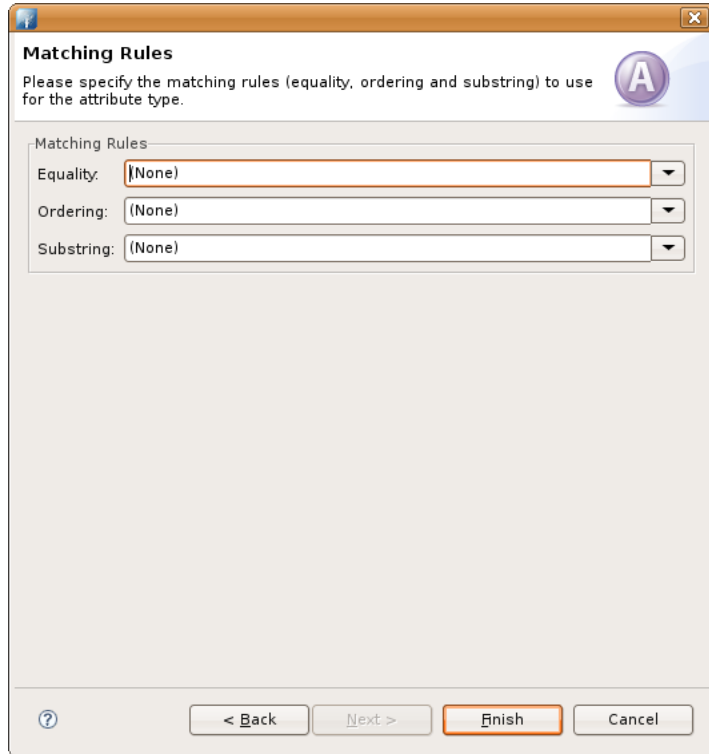 Matching Rules
Please specify the matching rules (equality, ordering and substring) to use
for the attribute type.
A
Matching Rules
Equality: (None)
Ordering: (None)
Substring: (None)
? < Back Next > Finish Cancel